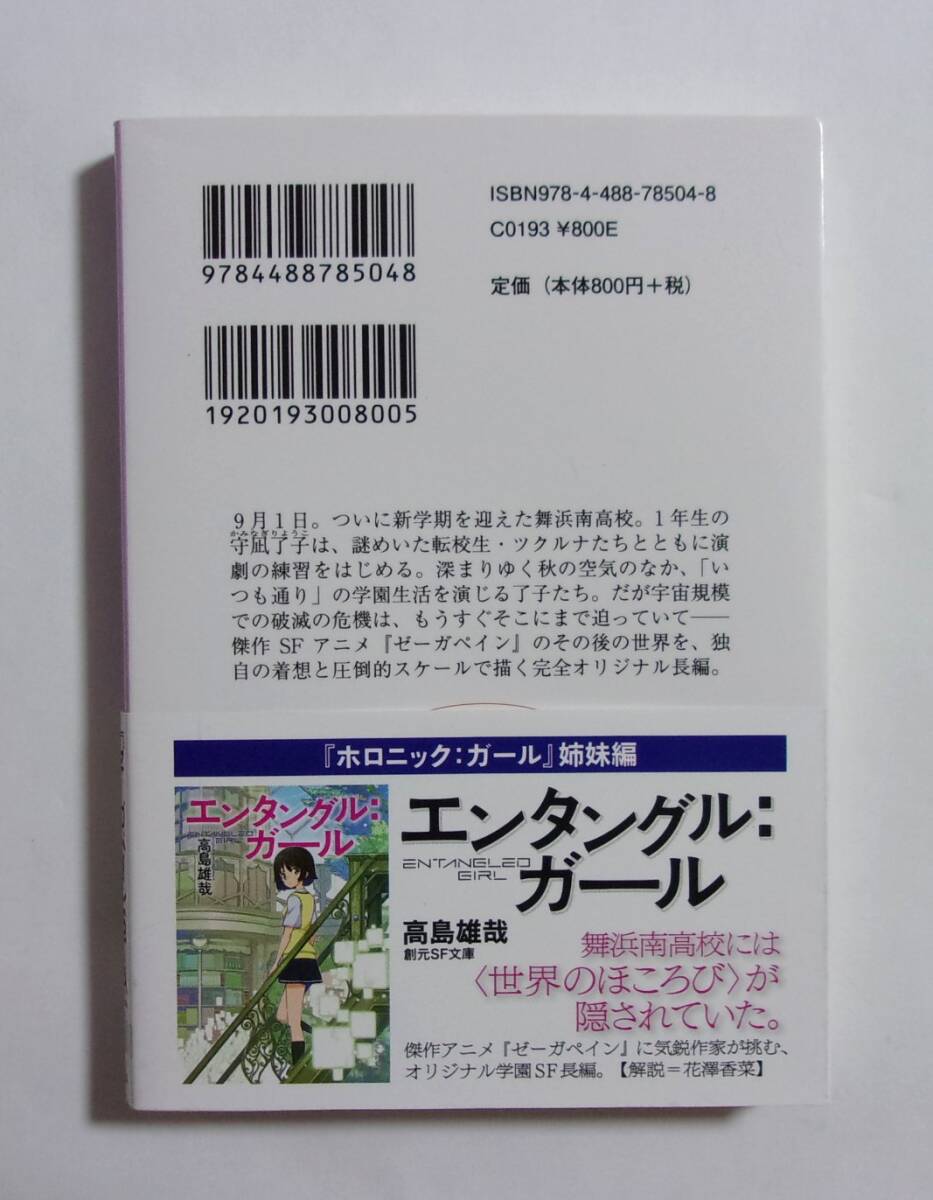 ISBN978-4-488-78504-8
C0193 ¥800E
定価(本体800円+税)
9784488785048
1920193008005
9月1日。ついに新学期を迎えた舞浜南高校。1年生の
かみなぎりょうこ
守凪了子は、謎めいた転校生・ツクルナたちとともに演
劇の練習をはじめる。深まりゆく秋の空気のなか、「い
つも通り」の学園生活を演じる了子たち。だが宇宙規模
での破滅の危機は、もうすぐそこにまで迫っていて──
傑作SFアニメ『ゼーガペイン』のその後の世界を、独
自の着想と圧倒的スケールで描く完全オリジナル長編。
『ホロニック:ガール』姉妹編
エンタングル:
ENTANGLED
GIRL
ガール
高島雄哉
エンタングル:
ENTANGLED
GIRL
ガール
高島雄哉
創元SF文庫
舞浜南高校には
〈世界のほころび〉が
隠されていた。
傑作アニメ『ゼーガペイン』に気鋭作家が挑む、
オリジナル学園SF長編。【解説=花澤香菜】